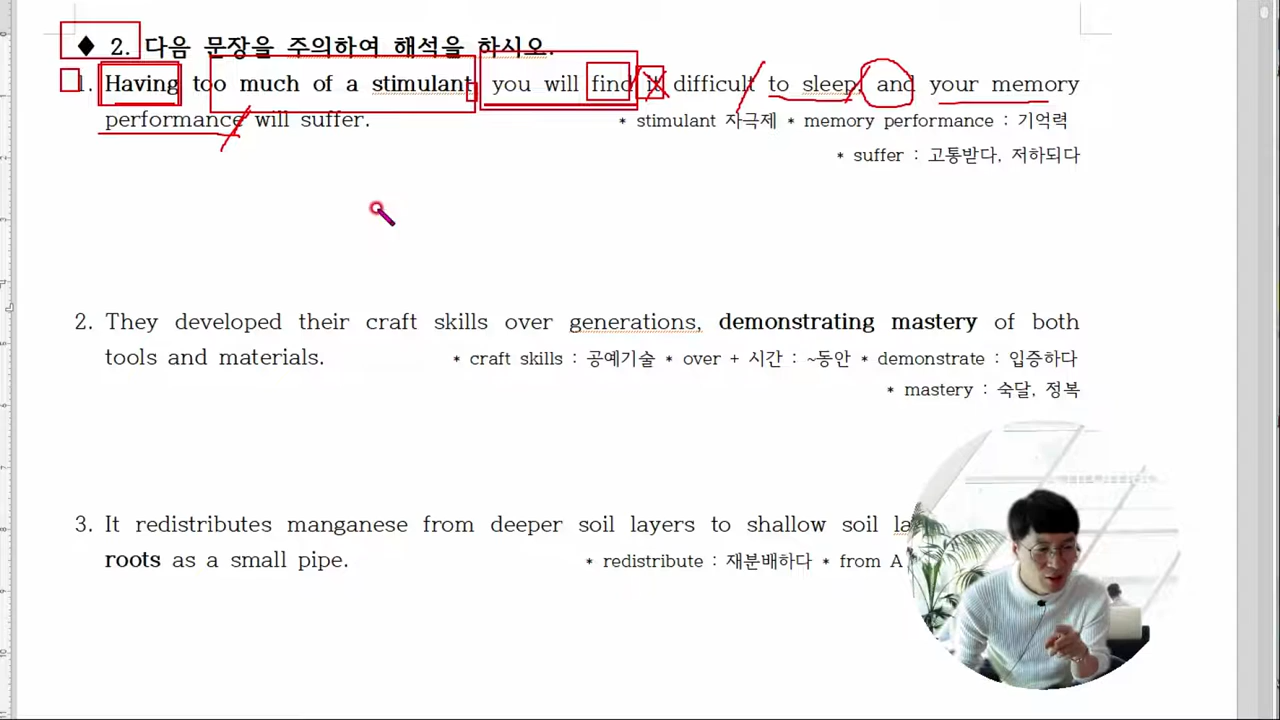 ◆ 2. 다음 문장을 주의하여 해석을 하시오.
1. Having too much of a stimulant, you will find it difficult to sleep, and your memory
performance will suffer. * stimulant 자극제 * memory performance : 기억력
* suffer : 고통받다, 저하되다
2. They developed their craft skills over generations, demonstrating mastery of both
tools and materials. * craft skills : 공예기술 * over + 시간 : ~동안 * demonstrate : 입증하다
* mastery : 숙달, 정복
3. It redistributes manganese from deeper soil layers to shallow soil
roots as a small pipe. * redistribute : 재분배하다 * from A